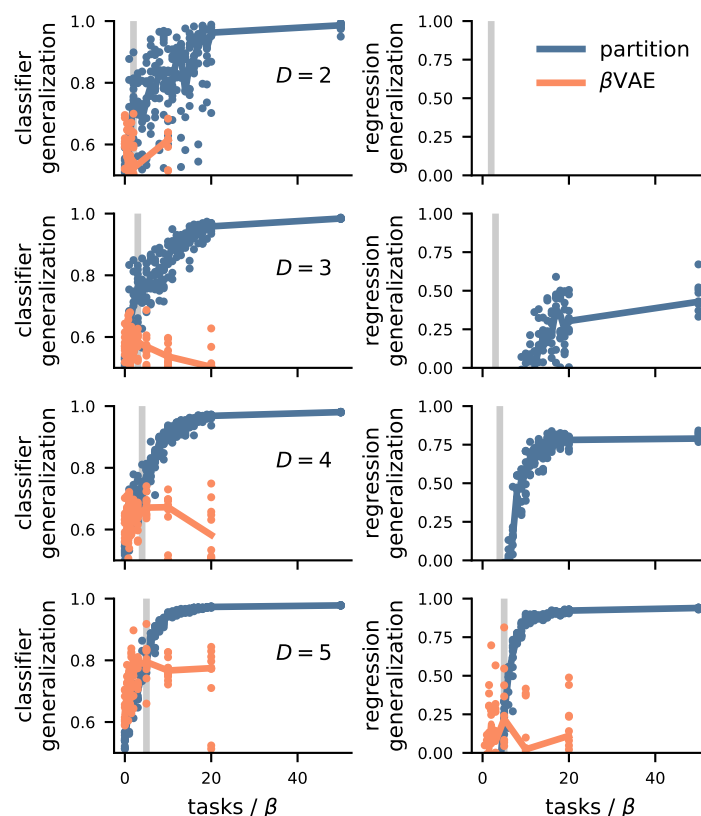 classifier
generalization
1.0
0.8
0.6
D = 2
regression
generalization
1.00
0.75
0.50
0.25
0.00
partition
βVAE
classifier
generalization
1.0
0.8
0.6
D = 3
regression
generalization
1.00
0.75
0.50
0.25
0.00
classifier
generalization
1.0
0.8
0.6
D = 4
regression
generalization
1.00
0.75
0.50
0.25
0.00
classifier
generalization
1.0
0.8
0.6
D = 5
0 20 40
tasks / β
regression
generalization
1.00
0.75
0.50
0.25
0.00
0 20 40
tasks / β